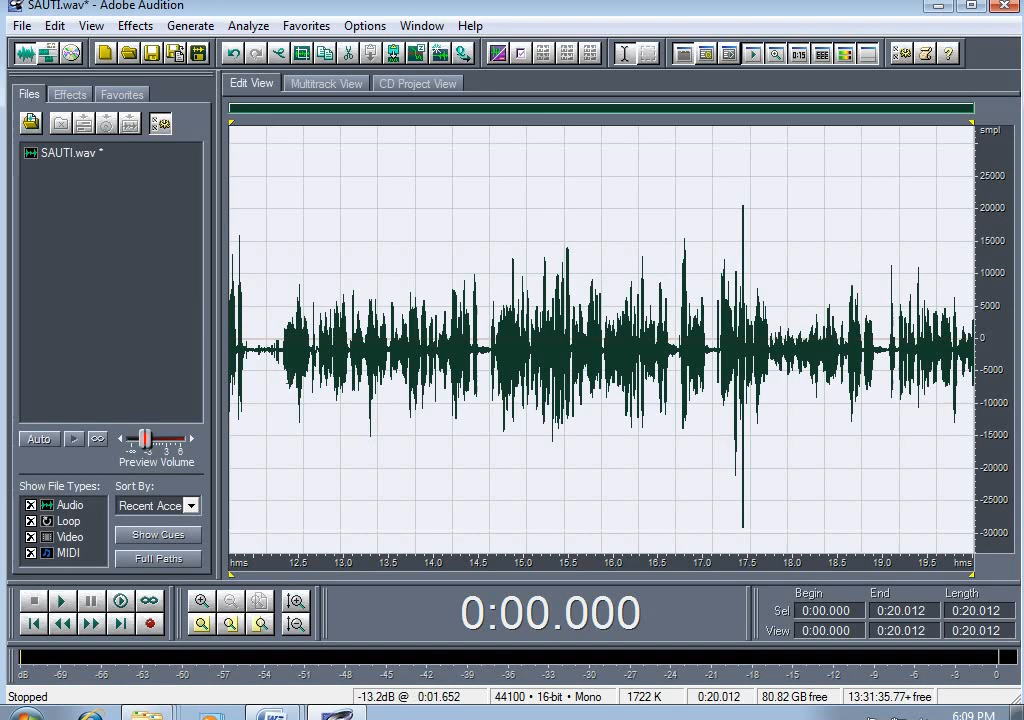 SAUTI.wav* - Adobe Audition
File Edit View Effects Generate Analyze Favorites Options Window Help
Files Effects Favorites
Edit View Multitrack View CD Project View
SAUTI.wav *
smpl
25000
20000
15000
10000
5000
0
-5000
-10000
-15000
-20000
-25000
-30000
hms 12.5 13.0 13.5 14.0 14.5 15.0 15.5 16.0 16.5 17.0 17.5 18.0 18.5 19.0 19.5 hms
Auto
-∞ -3 3 6
Preview Volume
Show File Types: Sort By:
Audio
Loop
Video
MIDI
Recent Acce
Show Cues
Full Paths
0:00.000
Begin End Length
Sel 0:00.000 0:20.012 0:20.012
View 0:00.000 0:20.012 0:20.012
dB -69 -66 -63 -60 -57 -54 -51 -48 -45 -42 -39 -36 -33 -30 -27 -24 -21 -18 -15 -12 -9 -6 -3 0
Stopped -13.2dB @ 0:01.652 44100 • 16-bit • Mono 1722 K 0:20.012 80.82 GB free 13:31:35.77+ free
6:09 PM